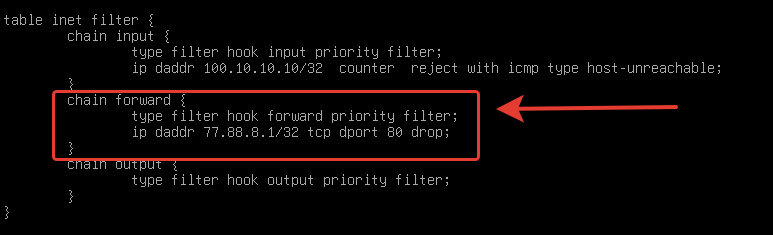 table inet filter {
chain input {
type filter hook input priority filter;
ip daddr 100.10.10.10/32  counter  reject with icmp type host-unreachable;
}
chain forward {
type filter hook forward priority filter;
ip daddr 77.88.8.1/32 tcp dport 80 drop;
}
chain output {
type filter hook output priority filter;
}
}